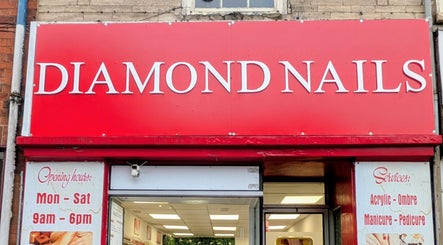 DIAMOND NAILS
Opening hours:
Mon - Sat
9am - 6pm
Services:
Acrylic - Ombre
Manicure - Pedicure